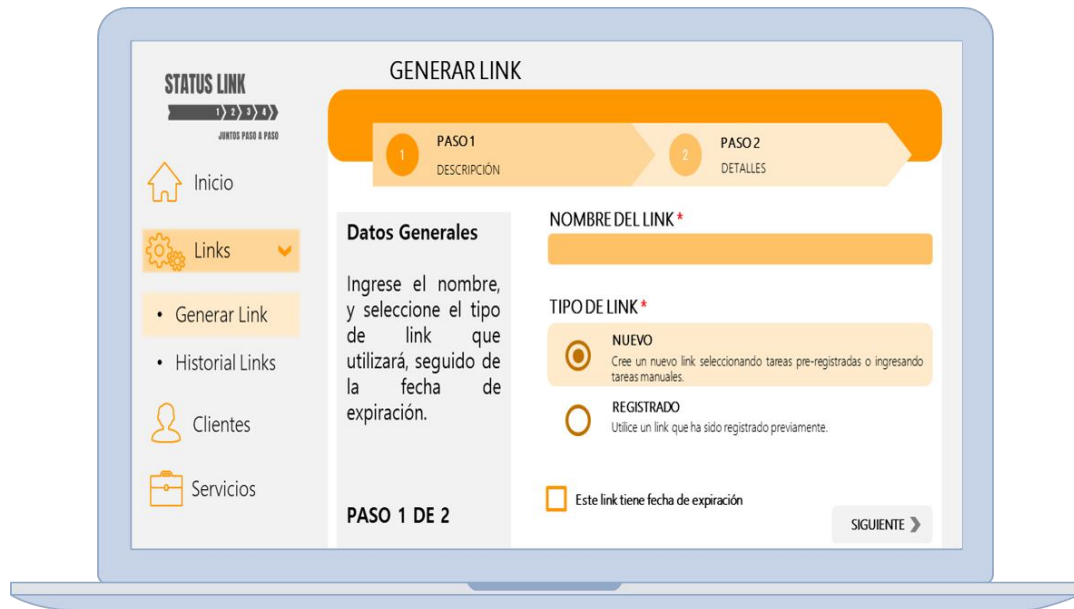 STATUS LINK
1 2 3 4
JUNTOS PASO A PASO
Inicio
Links
• Generar Link
• Historial Links
Clientes
Servicios
GENERAR LINK
1
PASO 1
DESCRIPCIÓN
2
PASO 2
DETALLES
Datos Generales
Ingrese el nombre,
y seleccione el tipo
de link que
utilizará, seguido de
la fecha de
expiración.
PASO 1 DE 2
NOMBRE DEL LINK *
TIPO DE LINK *
NUEVO
Cree un nuevo link seleccionando tareas pre-registradas o ingresando
tareas manuales.
REGISTRADO
Utilice un link que ha sido registrado previamente.
Este link tiene fecha de expiración
SIGUIENTE